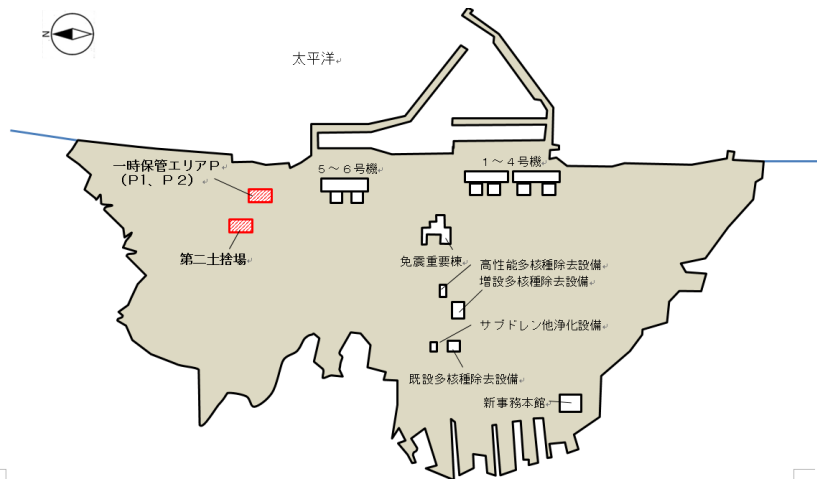 N
太平洋
一時保管エリアP
（P1、P2）
5～6号機
1～4号機
第二土捨場
免震重要棟
高性能多核種除去設備
増設多核種除去設備
サブドレン他浄化設備
既設多核種除去設備
新事務本館